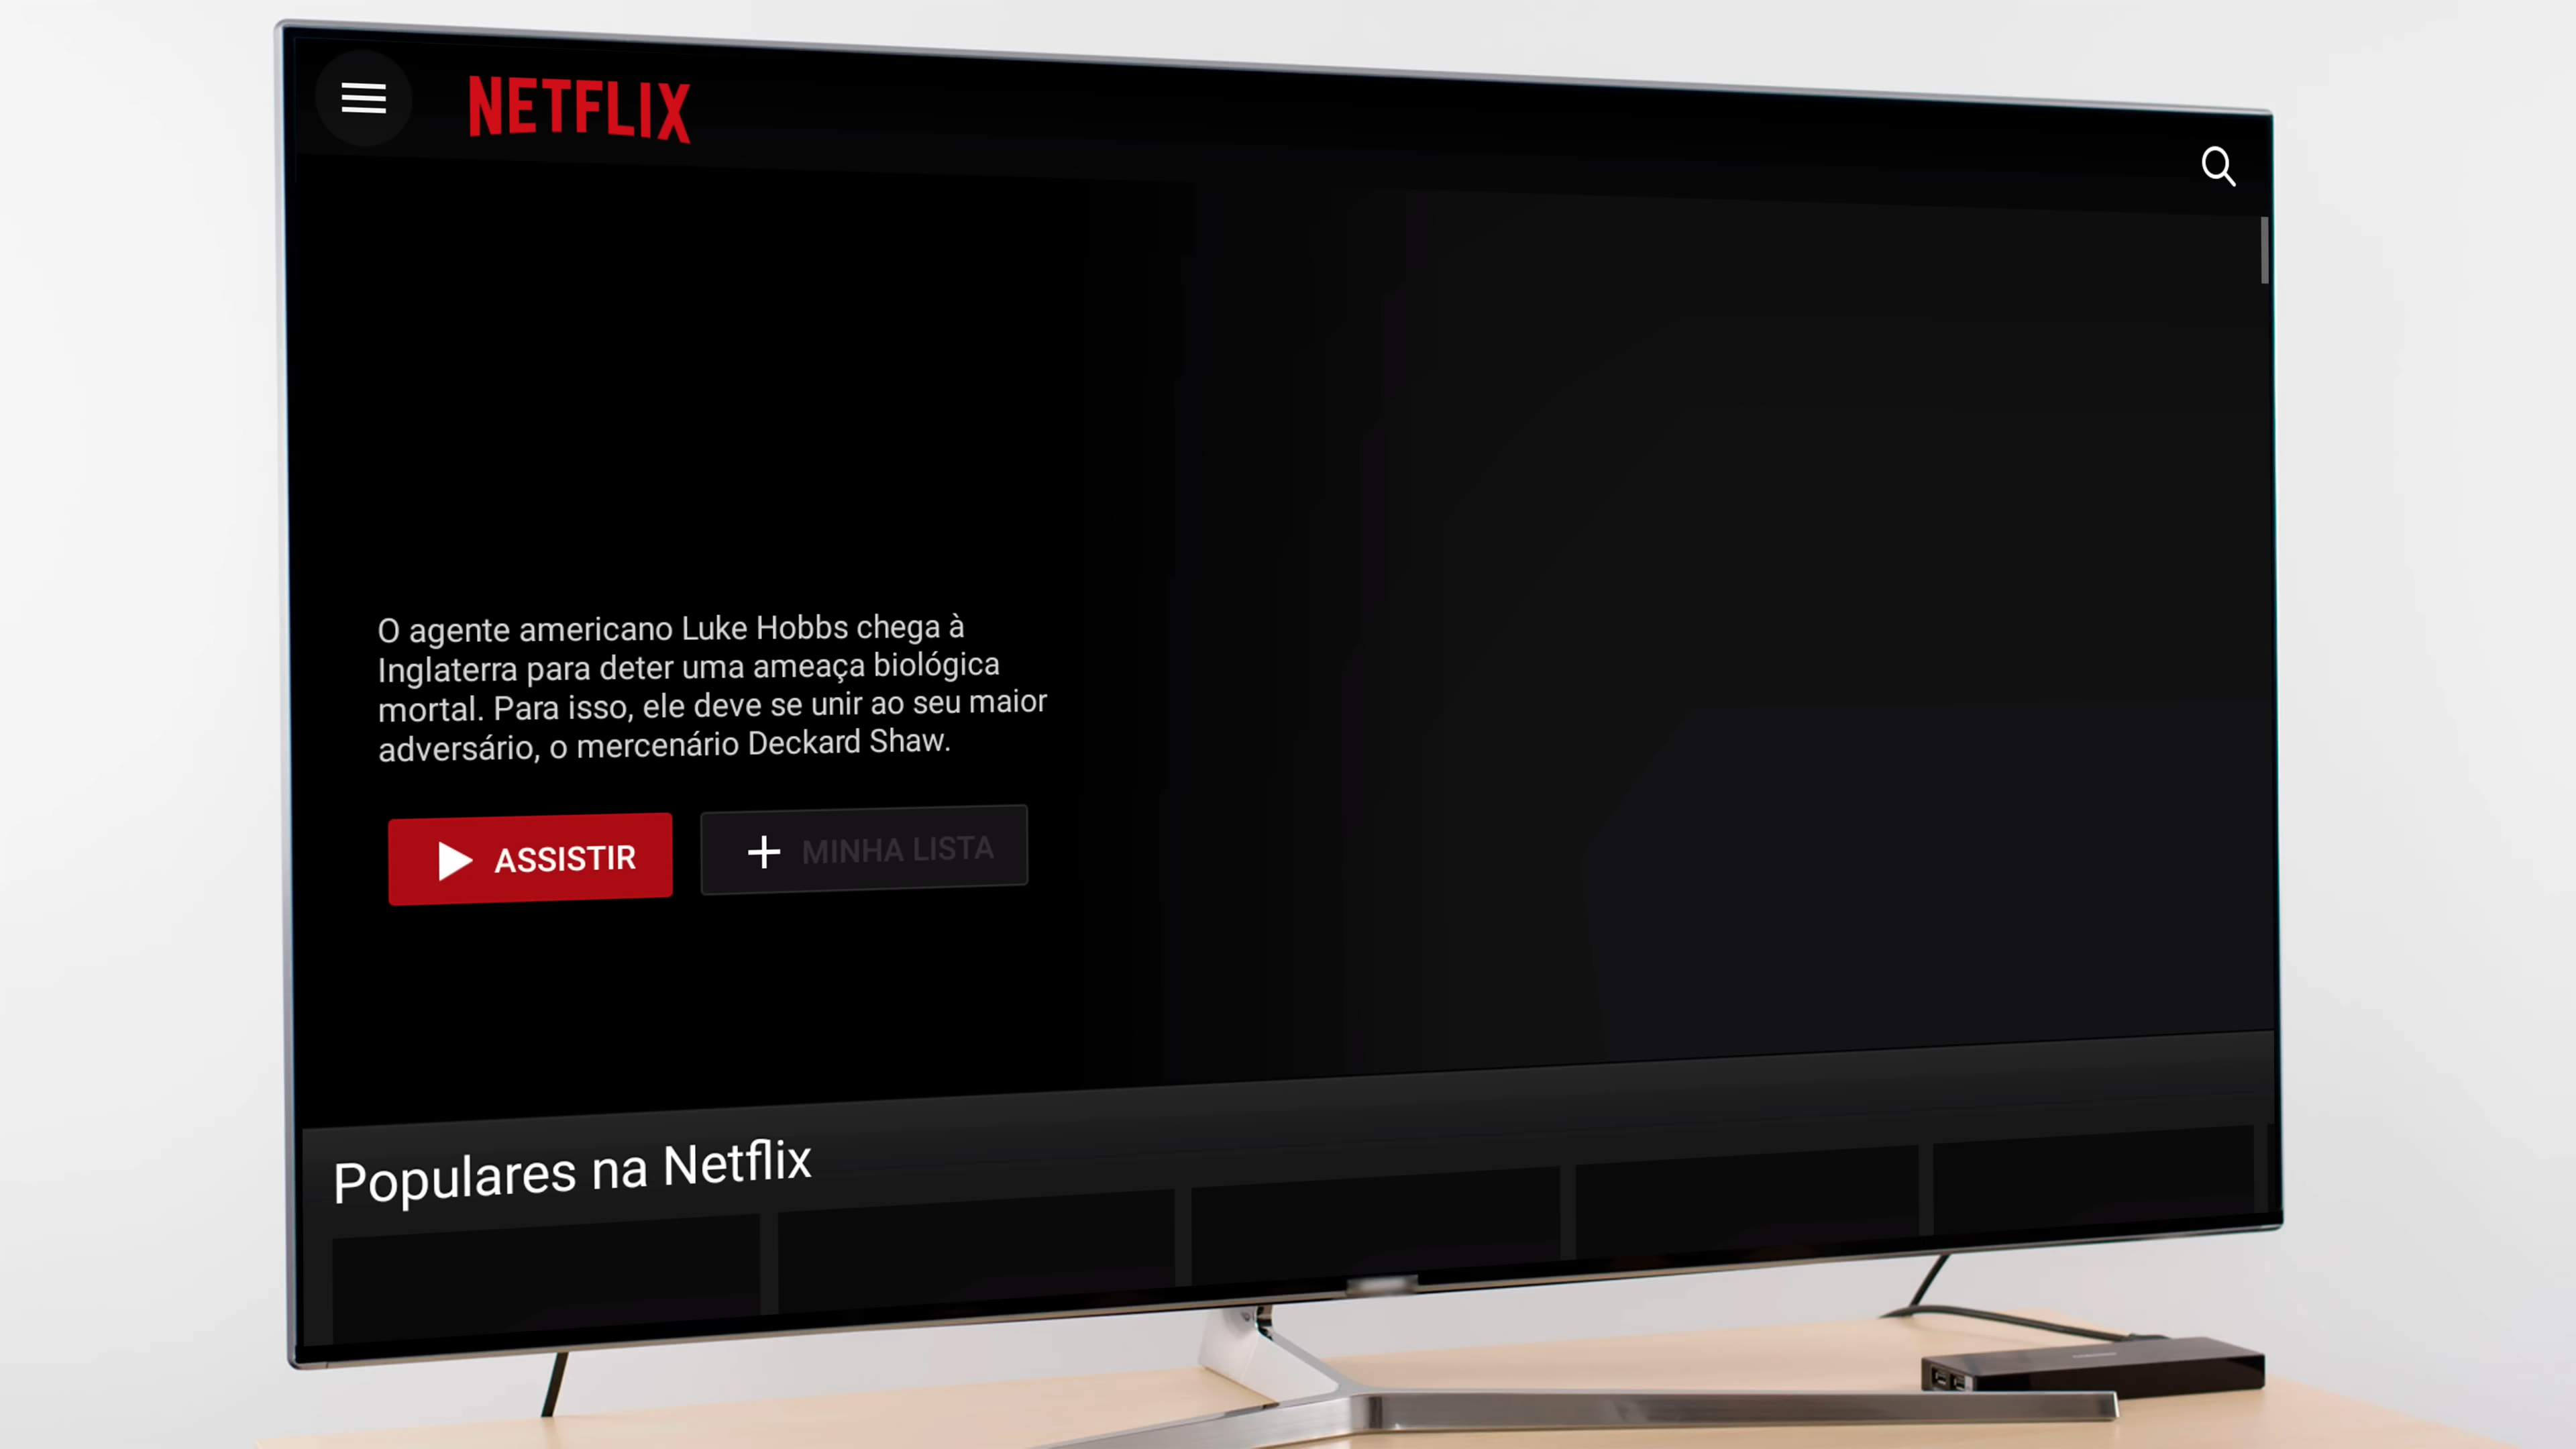 NETFLIX
O agente americano Luke Hobbs chega à
Inglaterra para deter uma ameaça biológica
mortal. Para isso, ele deve se unir ao seu maior
adversário, o mercenário Deckard Shaw.
ASSISTIR
MINHA LISTA
Populares na Netflix